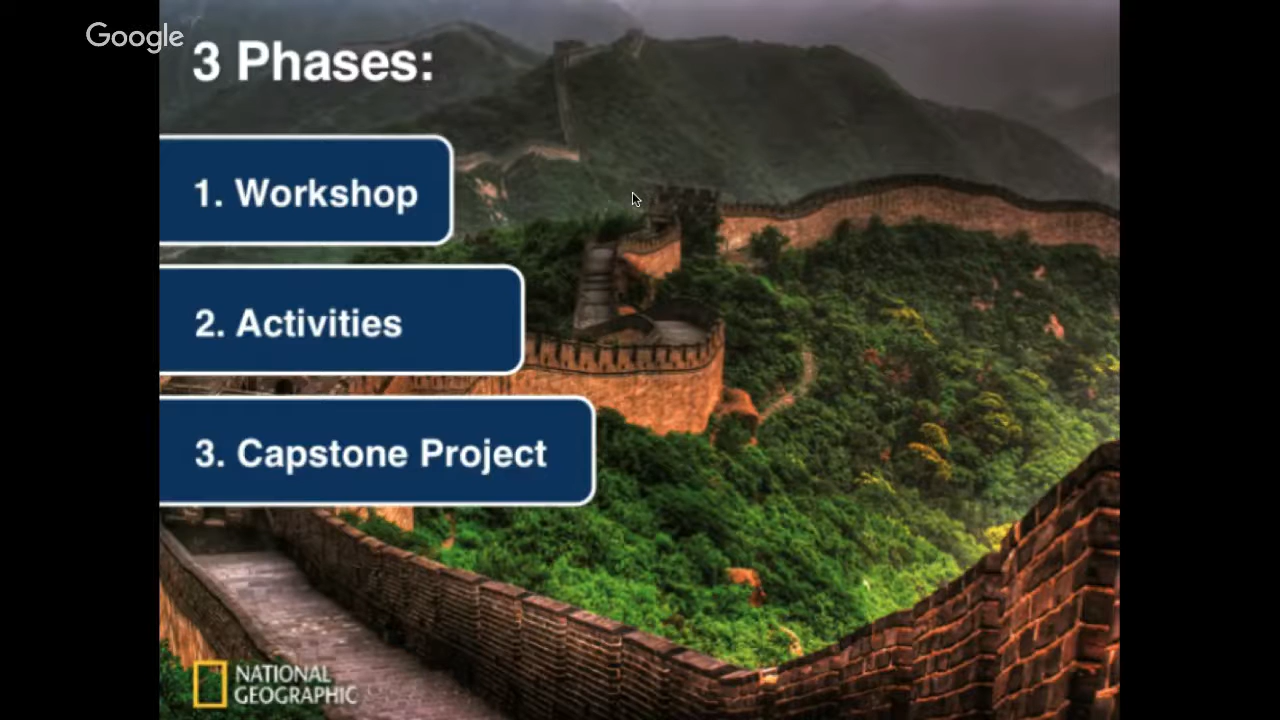 Google
3 Phases:
1. Workshop
2. Activities
3. Capstone Project
NATIONAL
GEOGRAPHIC